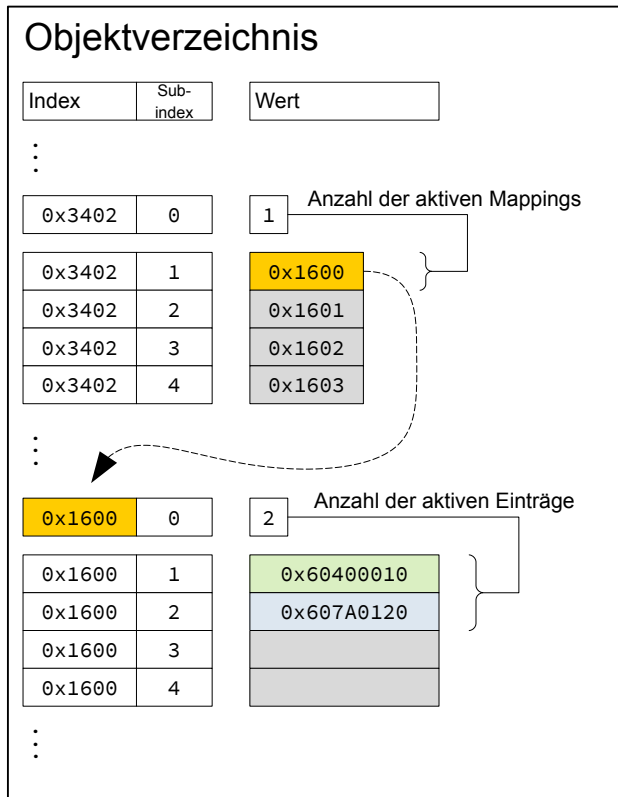 Objektverzeichnis
Index Sub-index Wert
0x3402 0 1 Anzahl der aktiven Mappings
0x3402 1 0x1600
0x3402 2 0x1601
0x3402 3 0x1602
0x3402 4 0x1603
0x1600 0 2 Anzahl der aktiven Einträge
0x1600 1 0x60400010
0x1600 2 0x607A0120
0x1600 3
0x1600 4